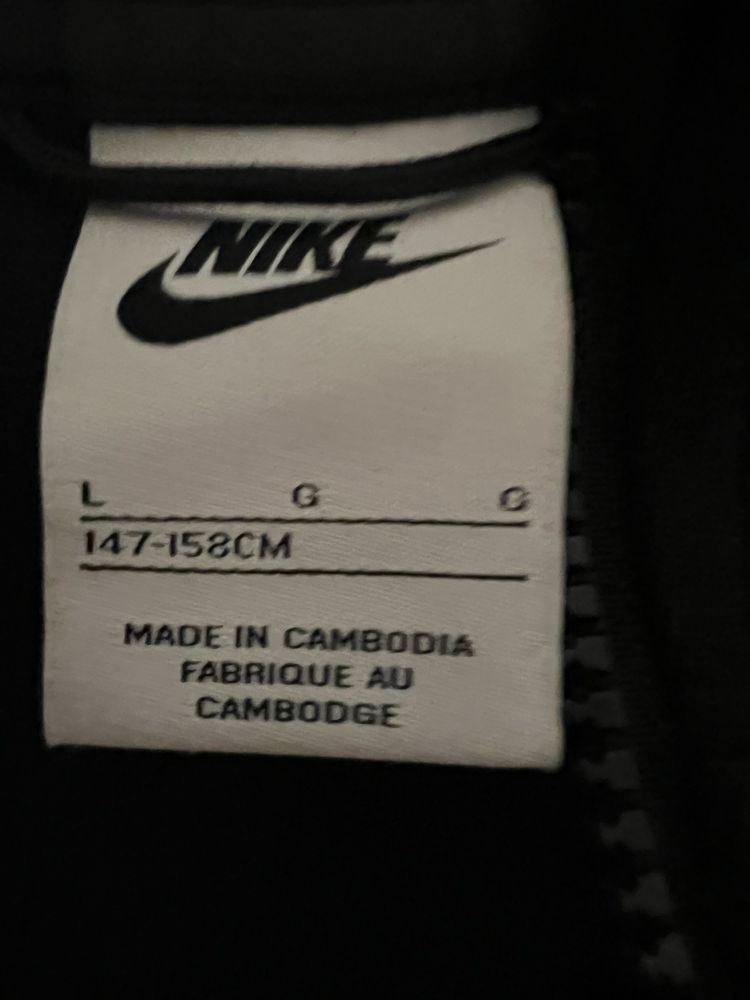 NIKE
L G G
147-158CM
MADE IN CAMBODIA
FABRIQUE AU
CAMBODGE